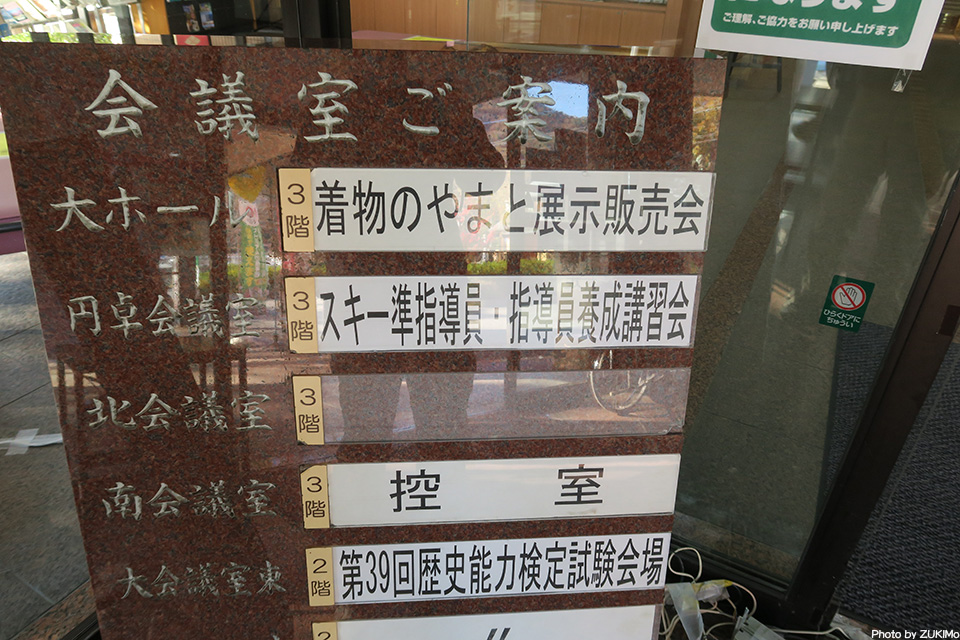 ご理解、ご協力をお願い申し上げます
会議室ご案内
大ホール 3階 着物のやまと展示販売会
円卓会議室 3階 スキー準指導員・指導員養成講習会
北会議室 3階
南会議室 3階 控室
大会議室東 2階 第39回歴史能力検定試験会場
2 〃
ひらくドアに
ちゅうい
Photo by ZUKIMo